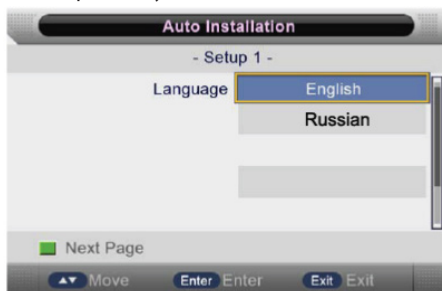 Auto Installation
- Setup 1 -
Language English
Russian
Next Page
▲▼ Move Enter Enter Exit Exit